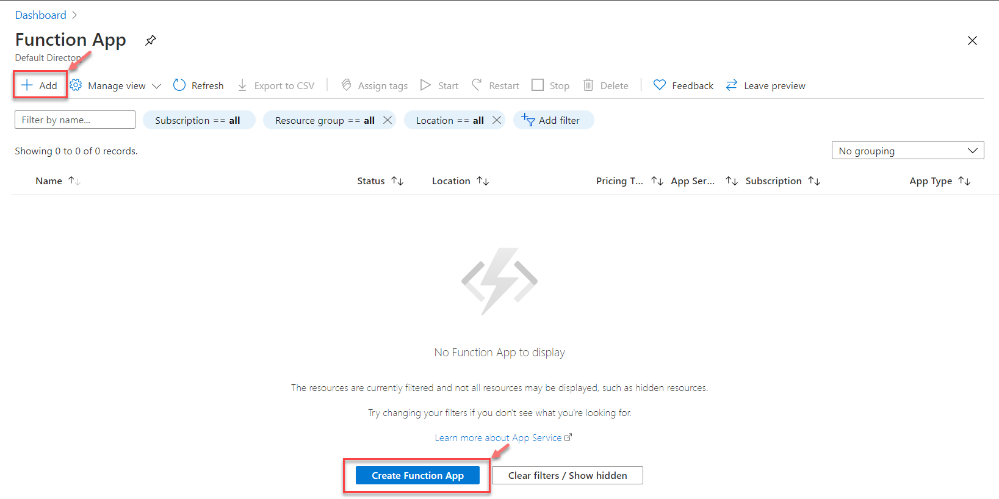 Dashboard
Function App
Default Directory
Add Manage view Refresh Export to CSV Assign tags Start Restart Stop Delete Feedback Leave preview
Filter by name... Subscription == all Resource group == all Location == all Add filter
Showing 0 to 0 of 0 records. No grouping
Name Status Location Pricing T... App Ser... Subscription App Type
No Function App to display
The resources are currently filtered and not all resources may be displayed, such as hidden resources.
Try changing your filters if you don't see what you're looking for.
Learn more about App Service
Create Function App Clear filters / Show hidden